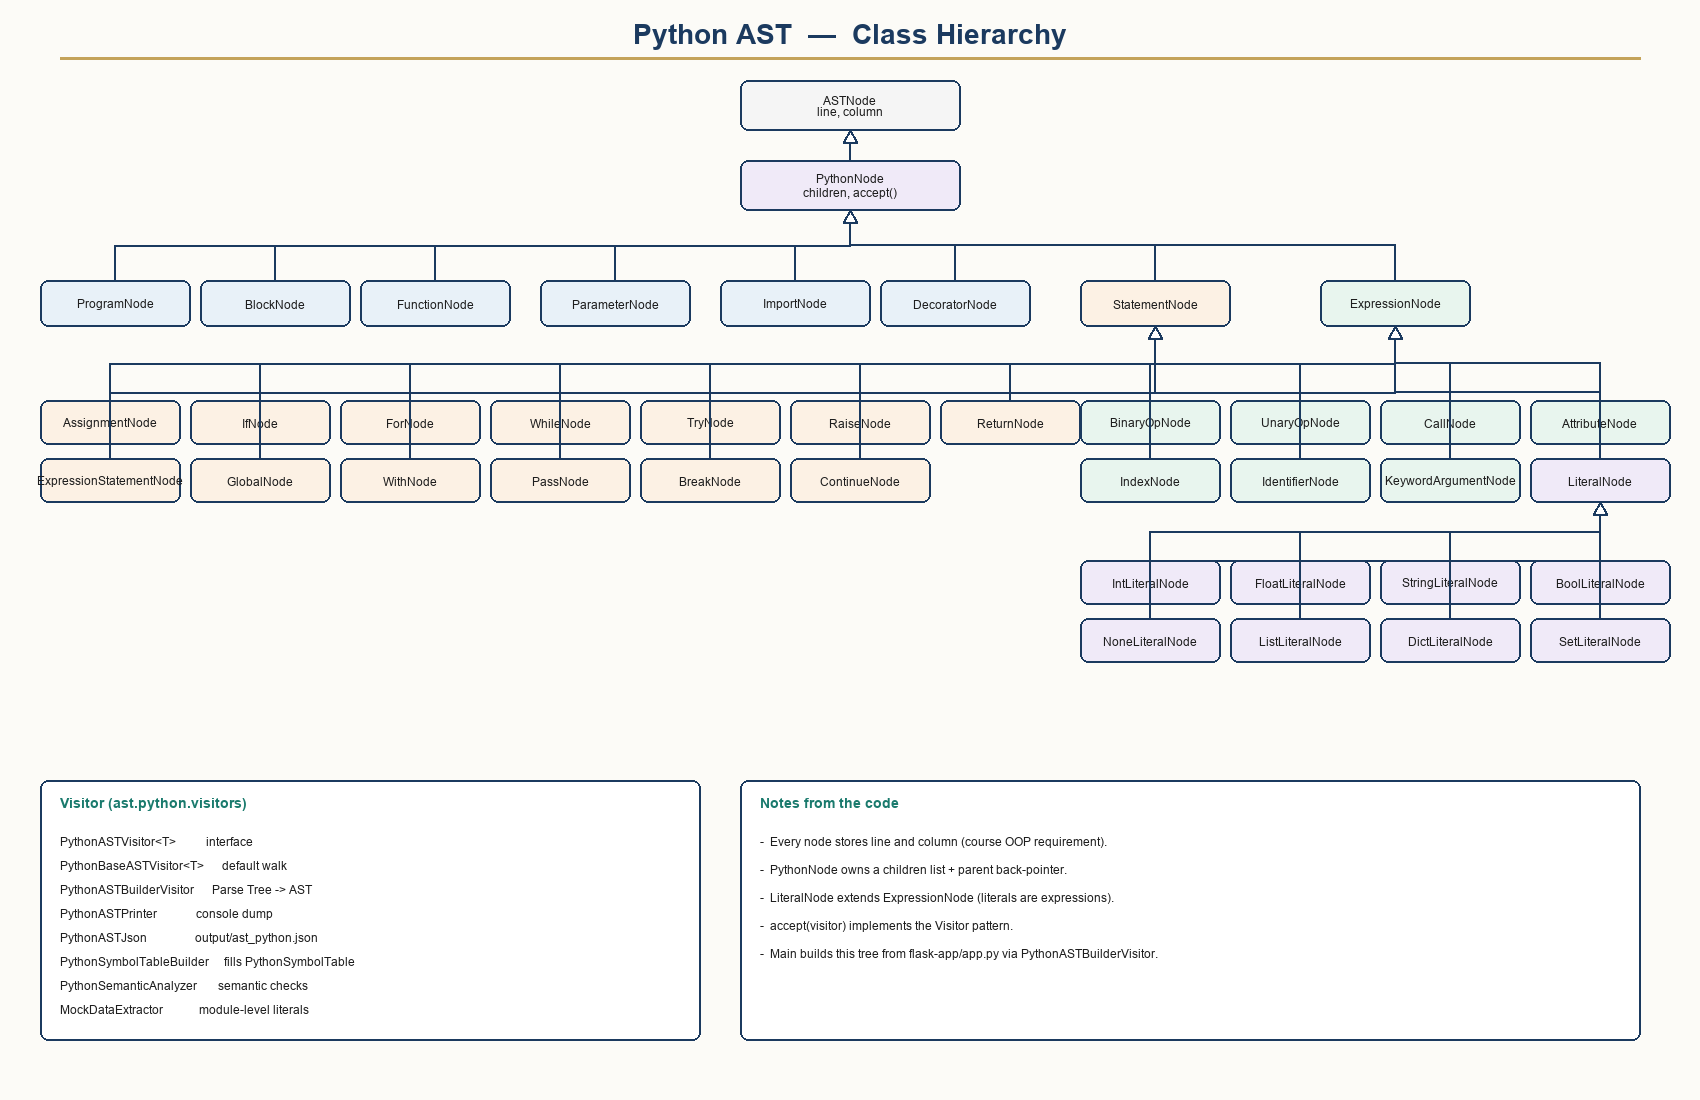 Python AST — Class Hierarchy
ASTNode
line, column
PythonNode
children, accept()
ProgramNode
BlockNode
FunctionNode
ParameterNode
ImportNode
DecoratorNode
StatementNode
ExpressionNode
AssignmentNode
IfNode
ForNode
WhileNode
TryNode
RaiseNode
ReturnNode
BinaryOpNode
UnaryOpNode
CallNode
AttributeNode
ExpressionStatementNode
GlobalNode
WithNode
PassNode
BreakNode
ContinueNode
IndexNode
IdentifierNode
KeywordArgumentNode
LiteralNode
IntLiteralNode
FloatLiteralNode
StringLiteralNode
BoolLiteralNode
NoneLiteralNode
ListLiteralNode
DictLiteralNode
SetLiteralNode
Visitor (ast.python.visitors)
PythonASTVisitor<T> interface
PythonBaseASTVisitor<T> default walk
PythonASTBuilderVisitor Parse Tree -> AST
PythonASTPrinter console dump
PythonASTJson output/ast_python.json
PythonSymbolTableBuilder fills PythonSymbolTable
PythonSemanticAnalyzer semantic checks
MockDataExtractor module-level literals
Notes from the code
- Every node stores line and column (course OOP requirement).
- PythonNode owns a children list + parent back-pointer.
- LiteralNode extends ExpressionNode (literals are expressions).
- accept(visitor) implements the Visitor pattern.
- Main builds this tree from flask-app/app.py via PythonASTBuilderVisitor.